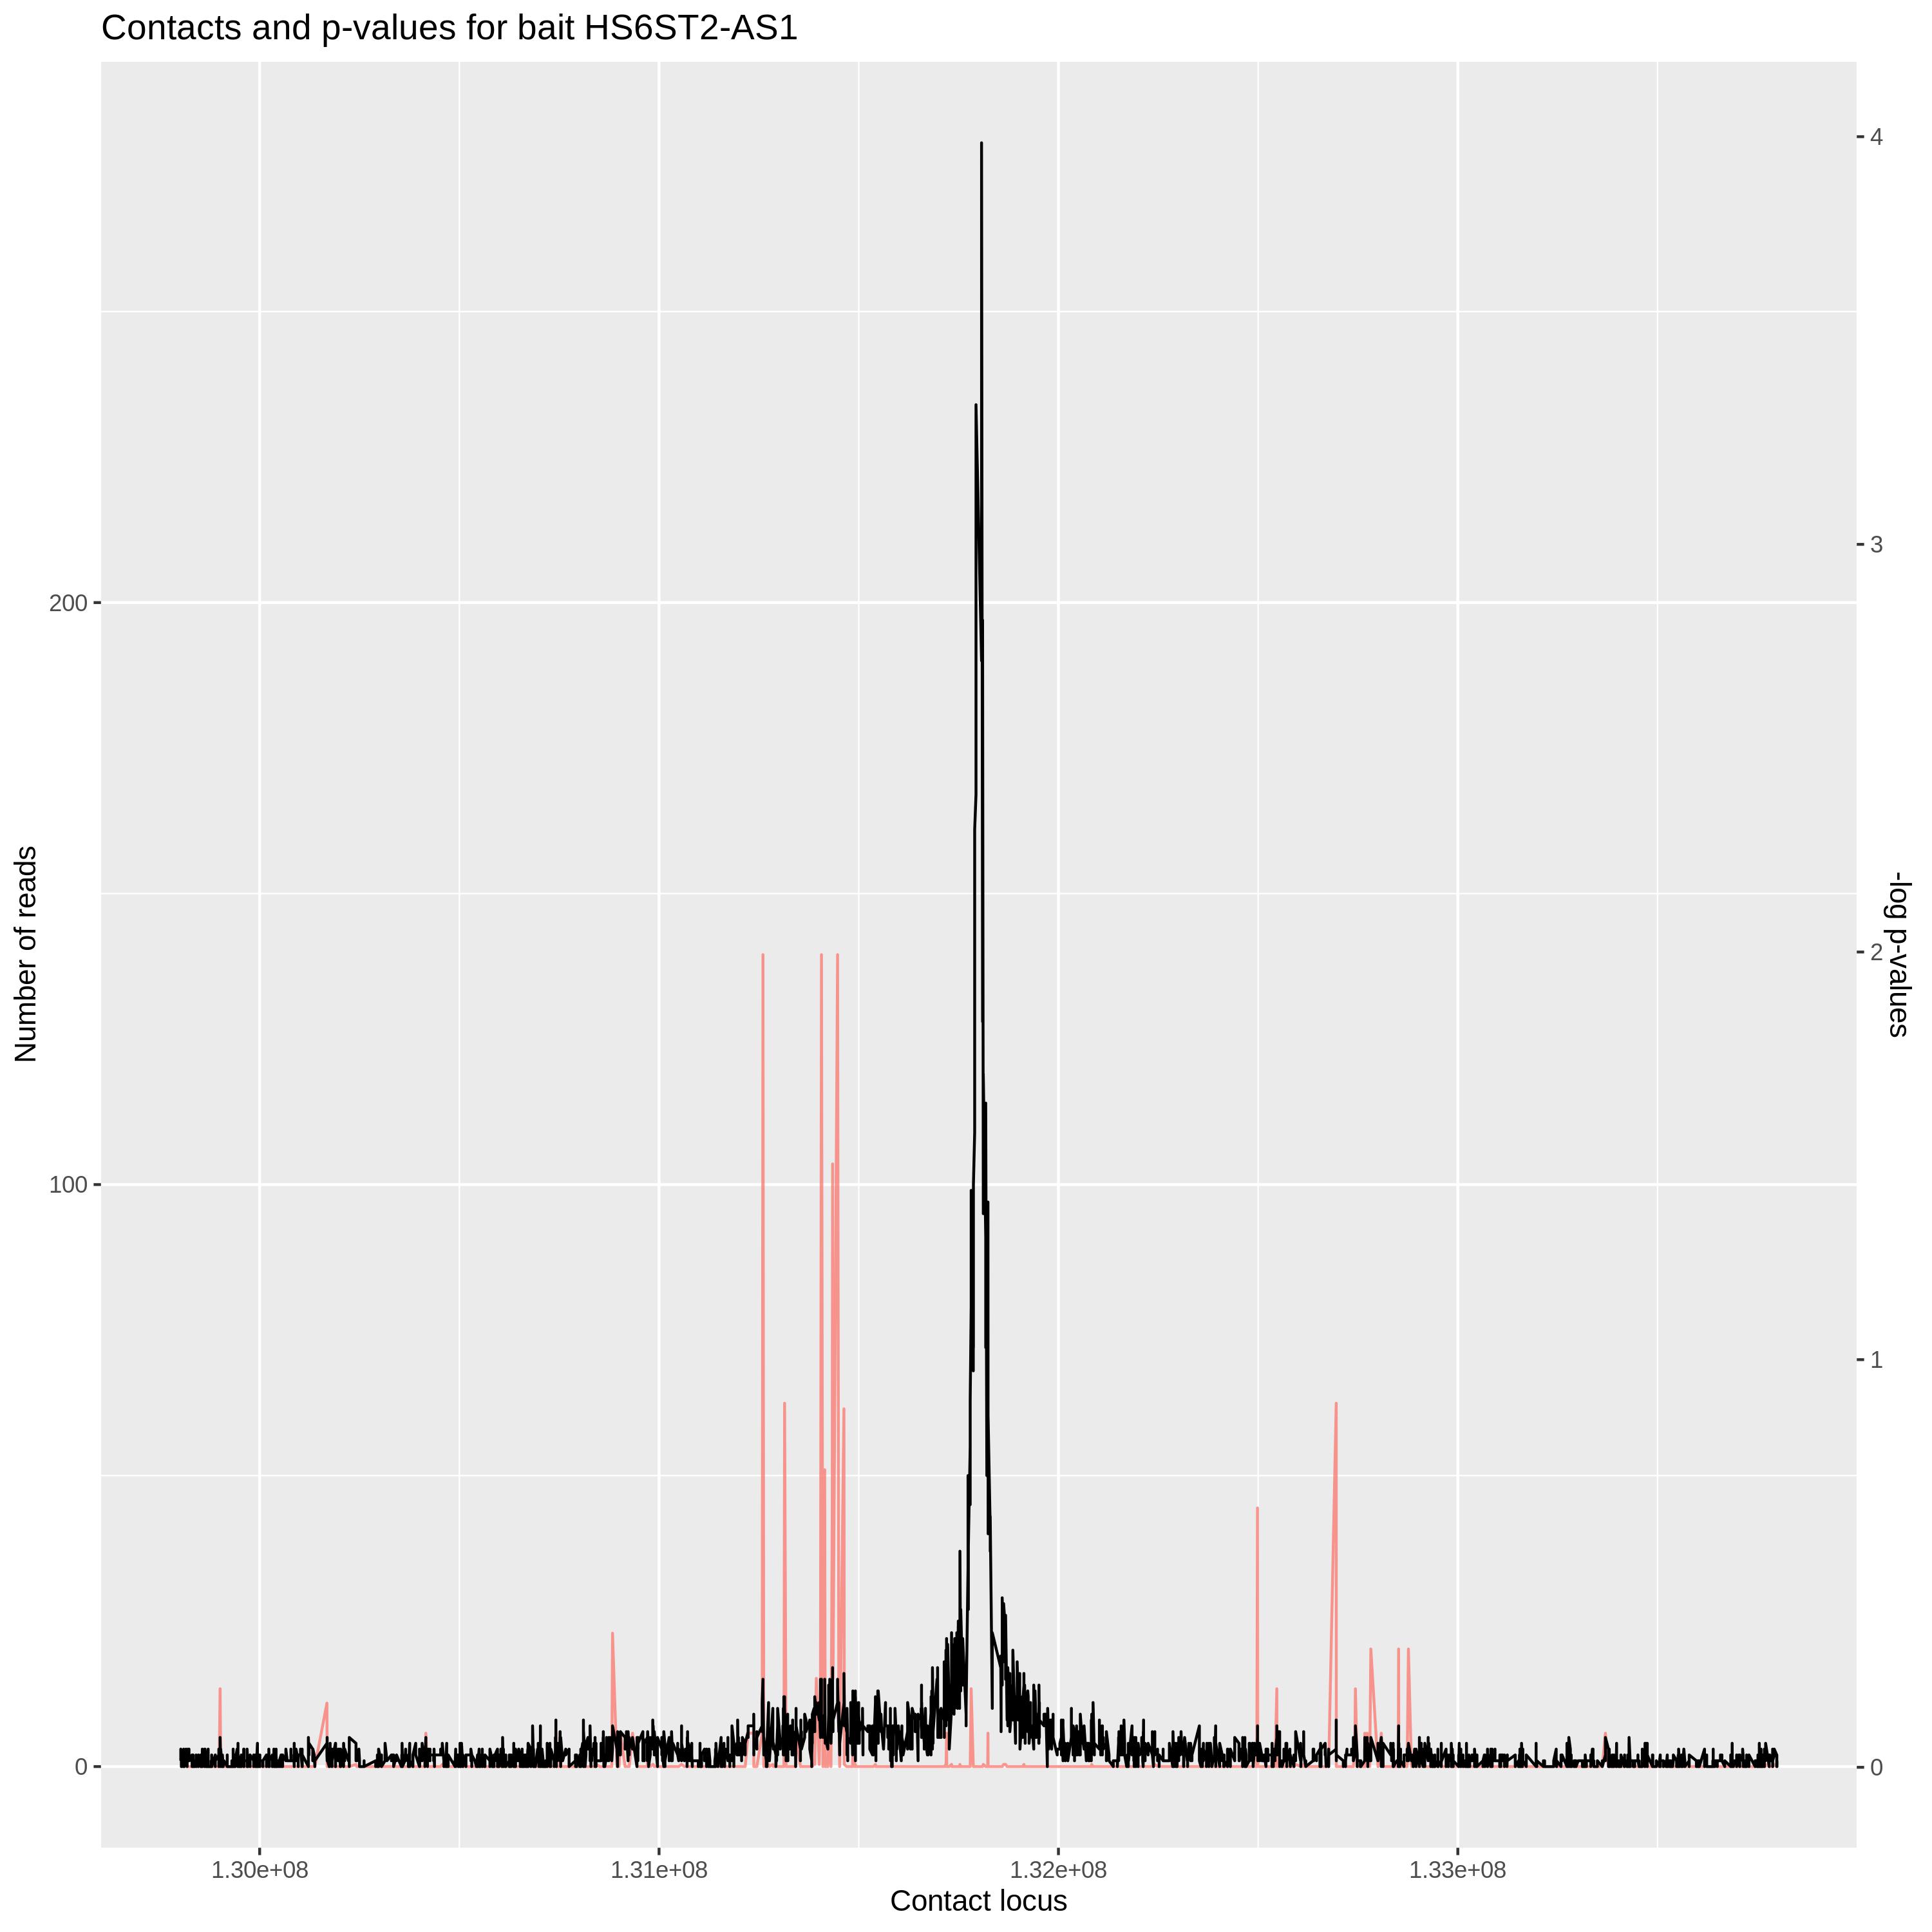 Contacts and p-values for bait HS6ST2-AS1
Number of reads
200
100
0
4
3
2
1
0
-log p-values
1.30e+08
1.31e+08
1.32e+08
1.33e+08
Contact locus